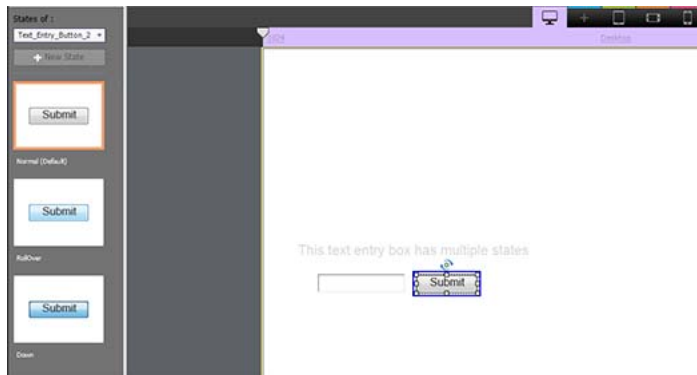 States of :
Text_Entry_Button_2
New State
Submit
Normal (Default)
Submit
RollOver
Submit
Down
1024
Desktop
This text entry box has multiple states
Submit